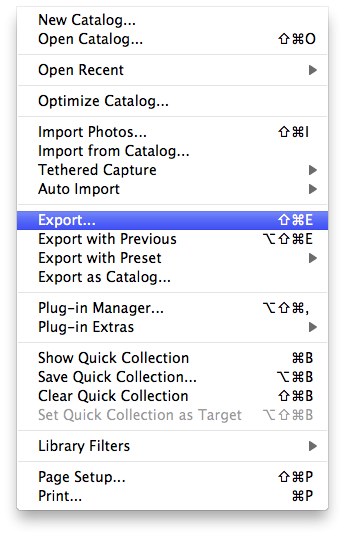 New Catalog...
Open Catalog... ⇧⌘O
Open Recent ▶
Optimize Catalog...
Import Photos... ⇧⌘I
Import from Catalog...
Tethered Capture ▶
Auto Import ▶
Export... ⇧⌘E
Export with Previous ⌥⇧⌘E
Export with Preset ▶
Export as Catalog...
Plug-in Manager... ⌥⇧⌘,
Plug-in Extras ▶
Show Quick Collection ⌘B
Save Quick Collection... ⌥⌘B
Clear Quick Collection ⇧⌘B
Set Quick Collection as Target ⌥⇧⌘B
Library Filters ▶
Page Setup... ⇧⌘P
Print... ⌘P